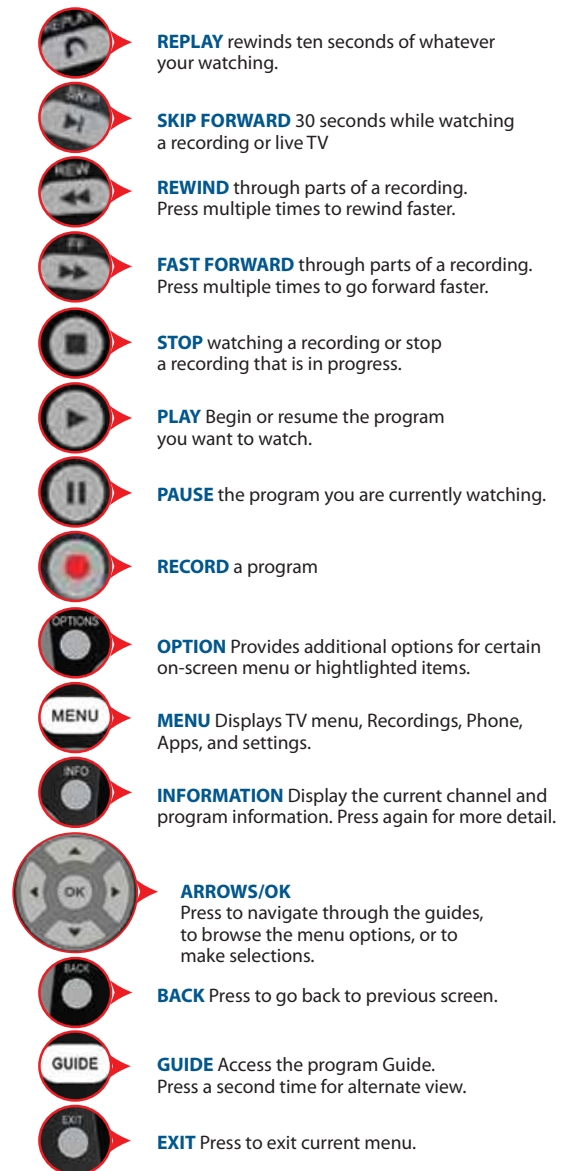 REPLAY
REPLAY rewinds ten seconds of whatever
your watching.
SKIP FORWARD 30 seconds while watching
a recording or live TV
REW
REWIND through parts of a recording.
Press multiple times to rewind faster.
FF
FAST FORWARD through parts of a recording.
Press multiple times to go forward faster.
STOP watching a recording or stop
a recording that is in progress.
PLAY Begin or resume the program
you want to watch.
PAUSE the program you are currently watching.
RECORD a program
OPTIONS
OPTION Provides additional options for certain
on-screen menu or hightlighted items.
MENU
MENU Displays TV menu, Recordings, Phone,
Apps, and settings.
INFO
INFORMATION Display the current channel and
program information. Press again for more detail.
OK
ARROWS/OK
Press to navigate through the guides,
to browse the menu options, or to
make selections.
BACK
BACK Press to go back to previous screen.
GUIDE
GUIDE Access the program Guide.
Press a second time for alternate view.
EXIT
EXIT Press to exit current menu.